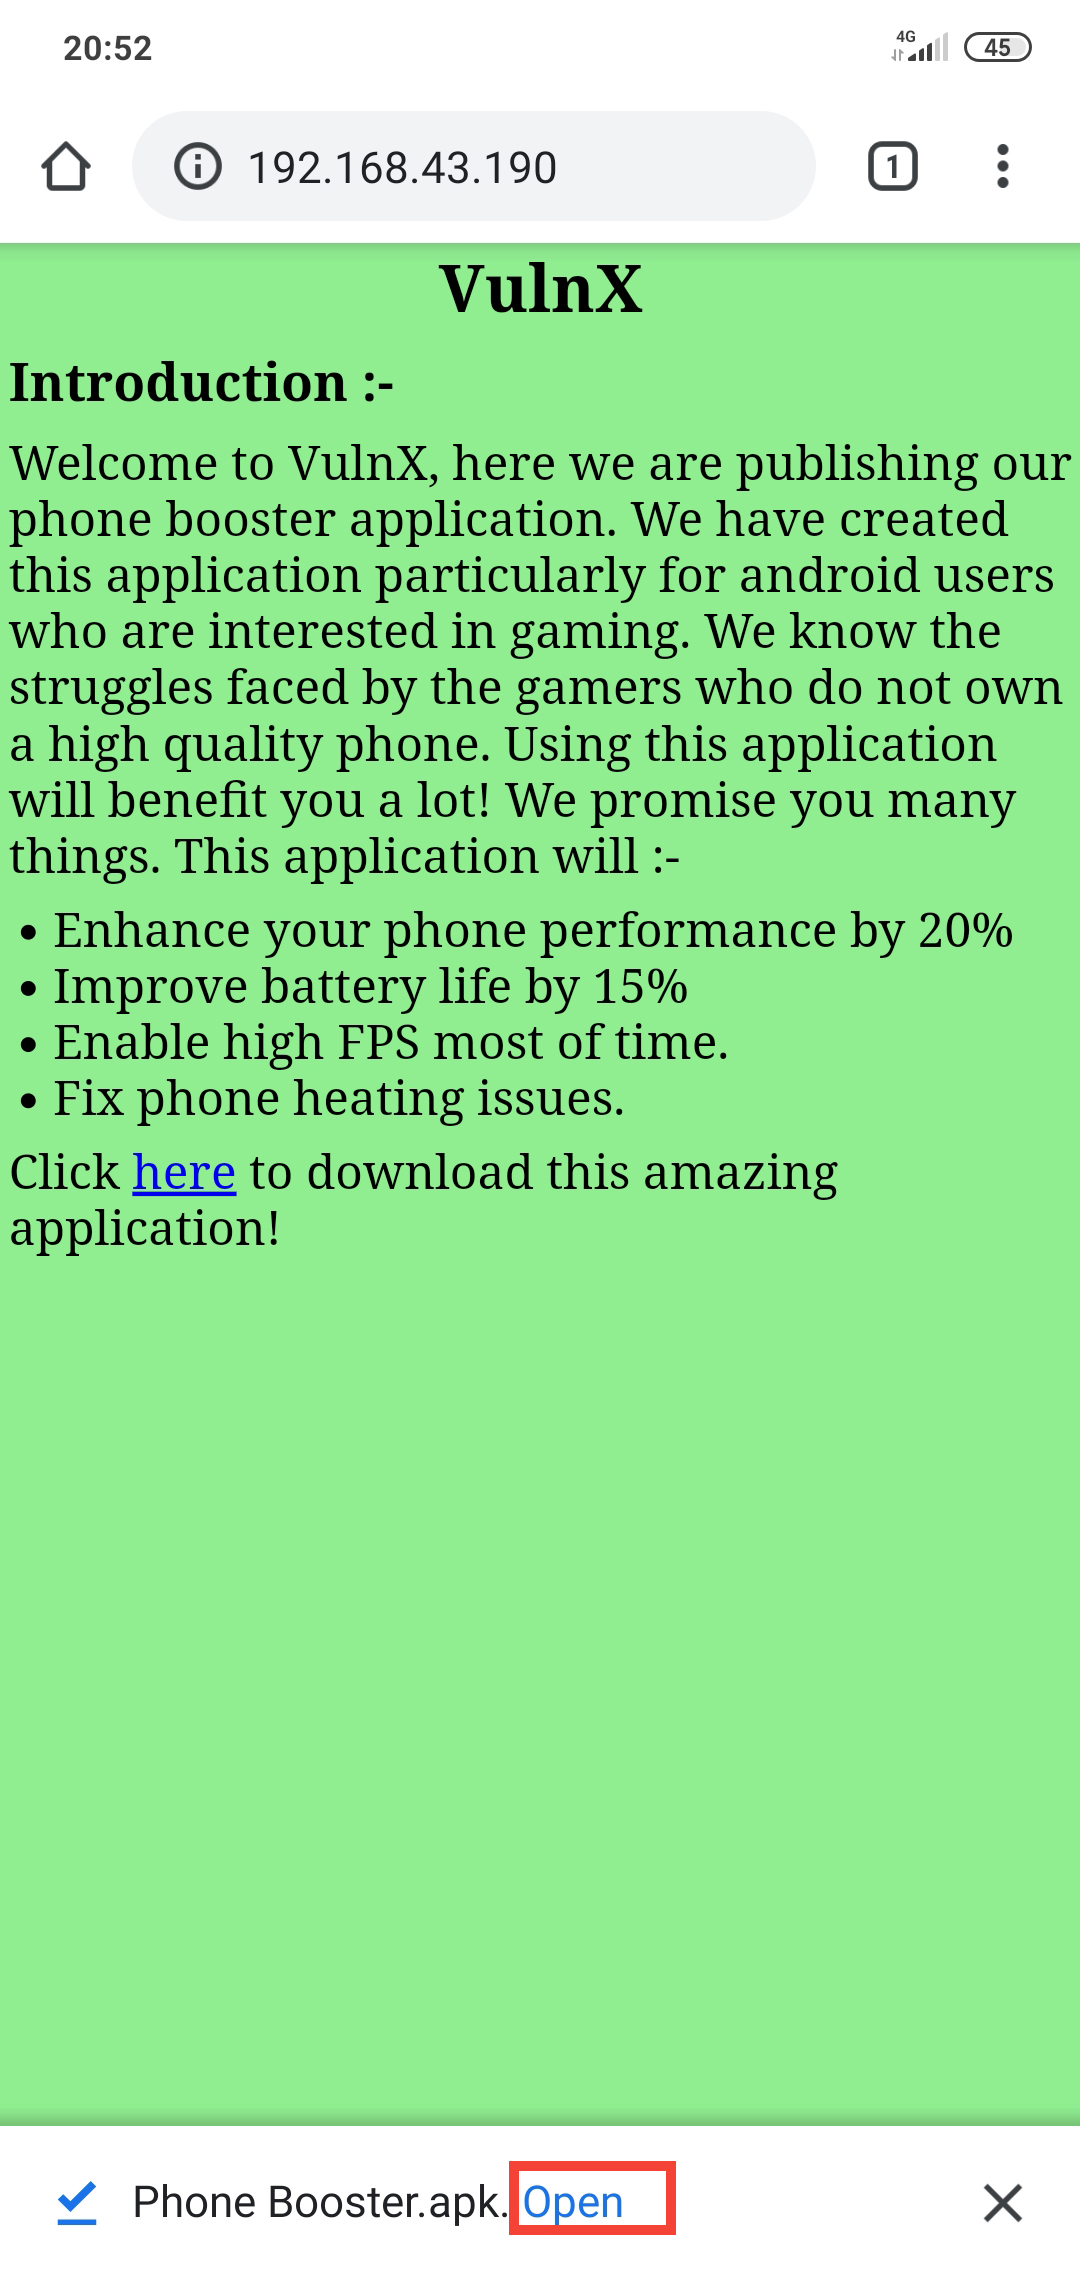 20:52
4G
45
192.168.43.190
1
VulnX
Introduction :-
Welcome to VulnX, here we are publishing our
phone booster application. We have created
this application particularly for android users
who are interested in gaming. We know the
struggles faced by the gamers who do not own
a high quality phone. Using this application
will benefit you a lot! We promise you many
things. This application will :-
• Enhance your phone performance by 20%
• Improve battery life by 15%
• Enable high FPS most of time.
• Fix phone heating issues.
Click here to download this amazing
application!
Phone Booster.apk. Open